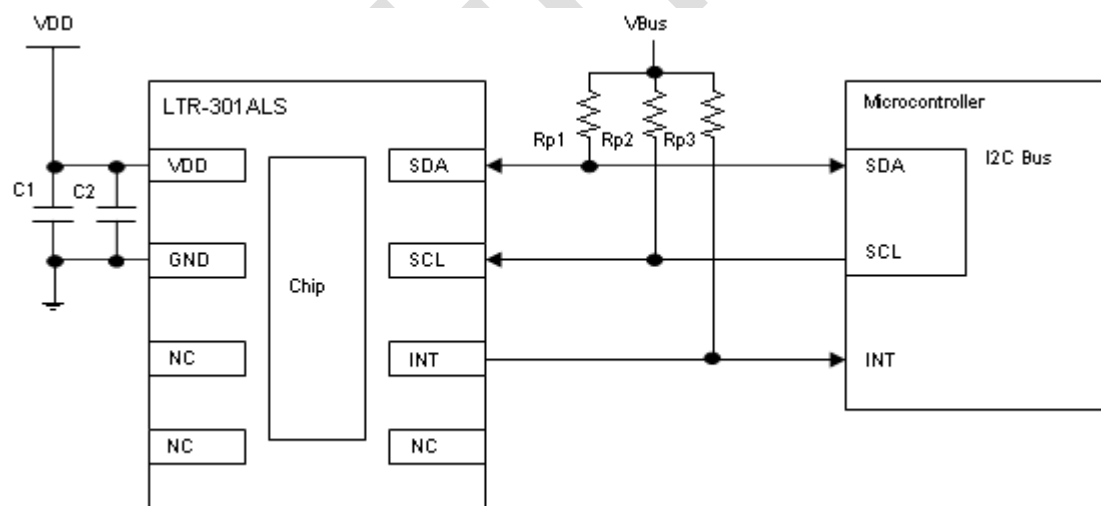 VDD
VBus
LTR-301ALS
Microcontroller
Rp1
Rp2
Rp3
VDD
SDA
SDA
I2C Bus
C1
C2
GND
SCL
SCL
Chip
NC
INT
INT
NC
NC